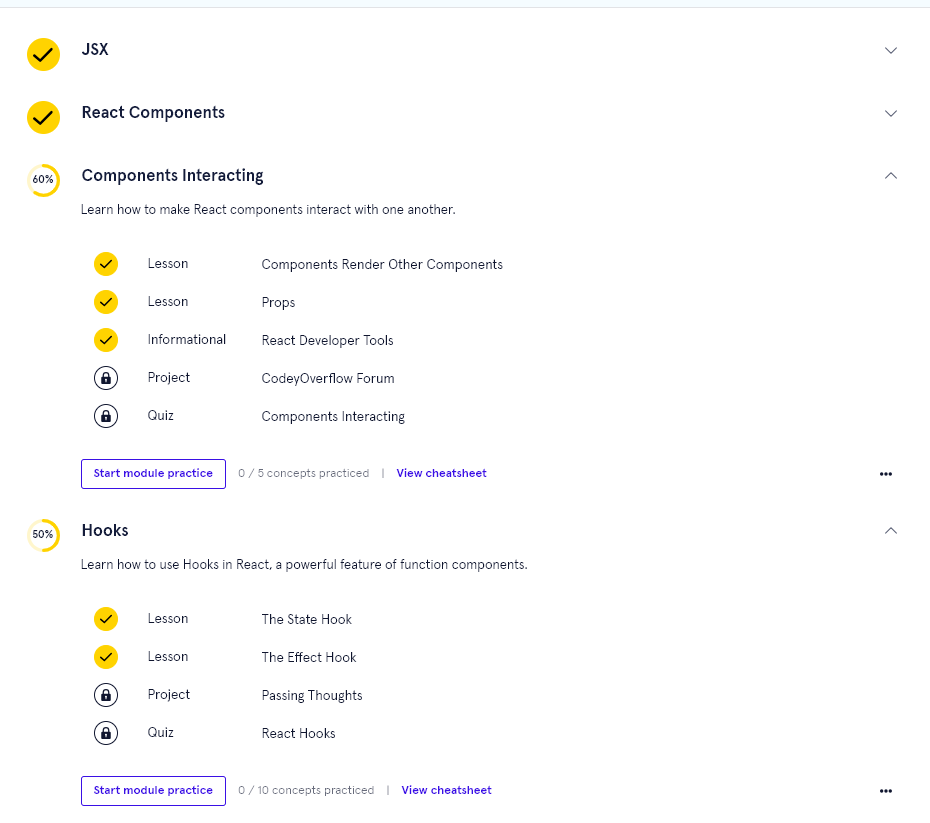 JSX
React Components
60% Components Interacting
Learn how to make React components interact with one another.
Lesson Components Render Other Components
Lesson Props
Informational React Developer Tools
Project CodeyOverflow Forum
Quiz Components Interacting
Start module practice 0 / 5 concepts practiced | View cheatsheet •••
50% Hooks
Learn how to use Hooks in React, a powerful feature of function components.
Lesson The State Hook
Lesson The Effect Hook
Project Passing Thoughts
Quiz React Hooks
Start module practice 0 / 10 concepts practiced | View cheatsheet •••